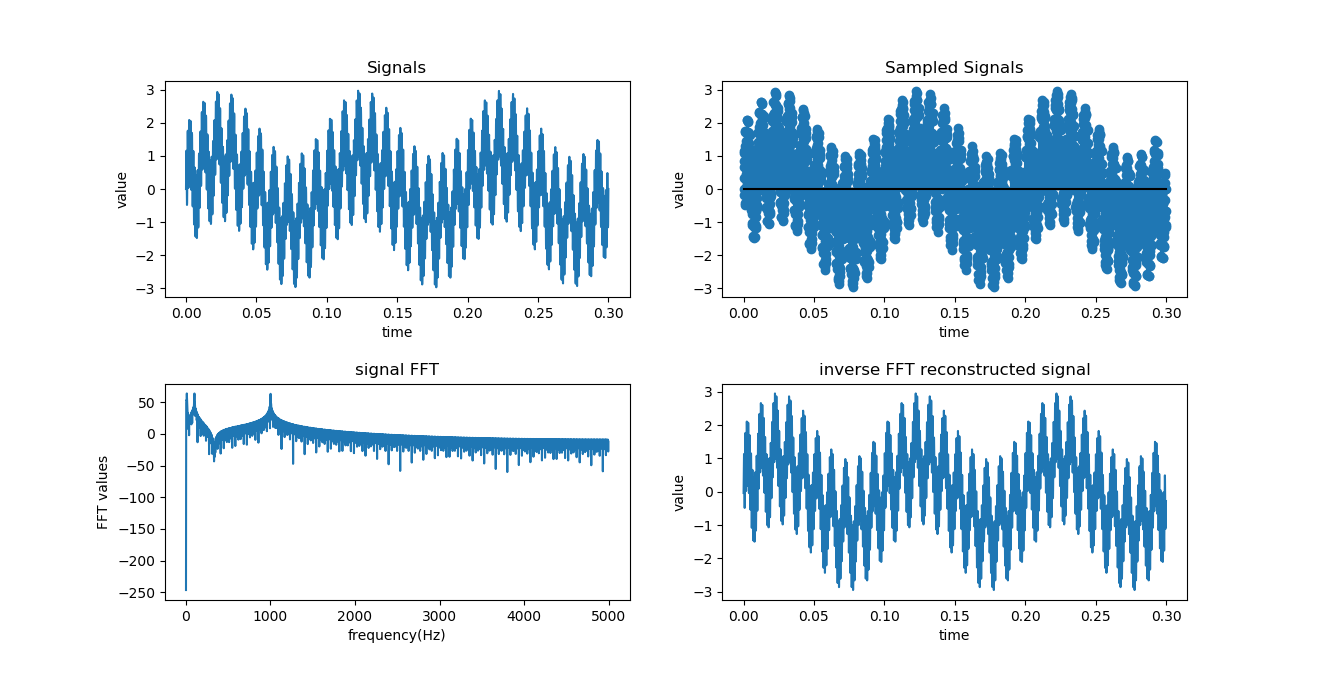 Signals
3
2
1
0
−1
−2
−3
value
0.00 0.05 0.10 0.15 0.20 0.25 0.30
time
Sampled Signals
3
2
1
0
−1
−2
−3
value
0.00 0.05 0.10 0.15 0.20 0.25 0.30
time
signal FFT
50
0
−50
−100
−150
−200
−250
FFT values
0 1000 2000 3000 4000 5000
frequency(Hz)
inverse FFT reconstructed signal
3
2
1
0
−1
−2
−3
value
0.00 0.05 0.10 0.15 0.20 0.25 0.30
time